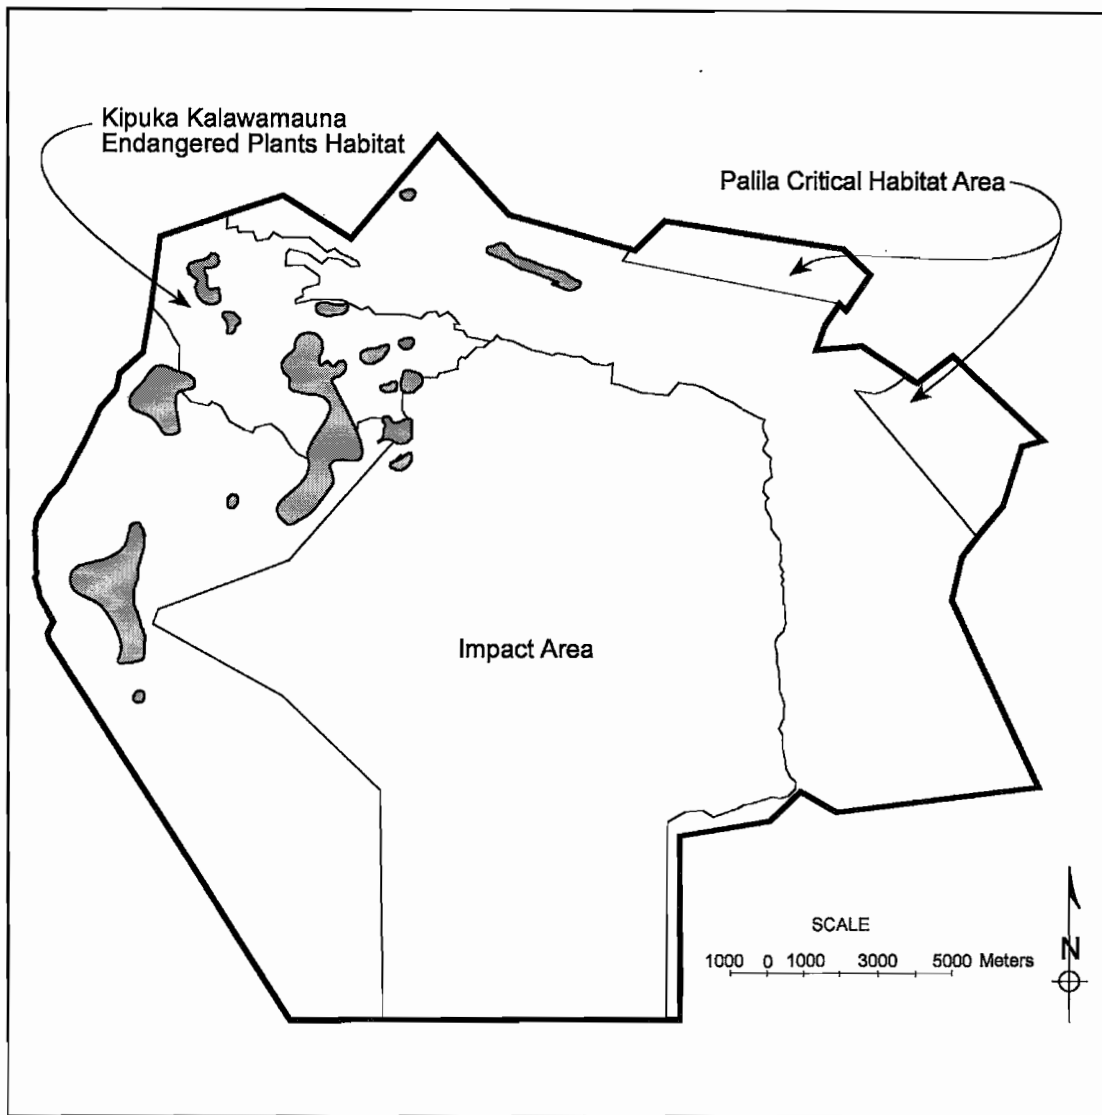 Kipuka Kalawamauna
Endangered Plants Habitat
Palila Critical Habitat Area
Impact Area
SCALE
1000 0 1000 3000 5000 Meters
N